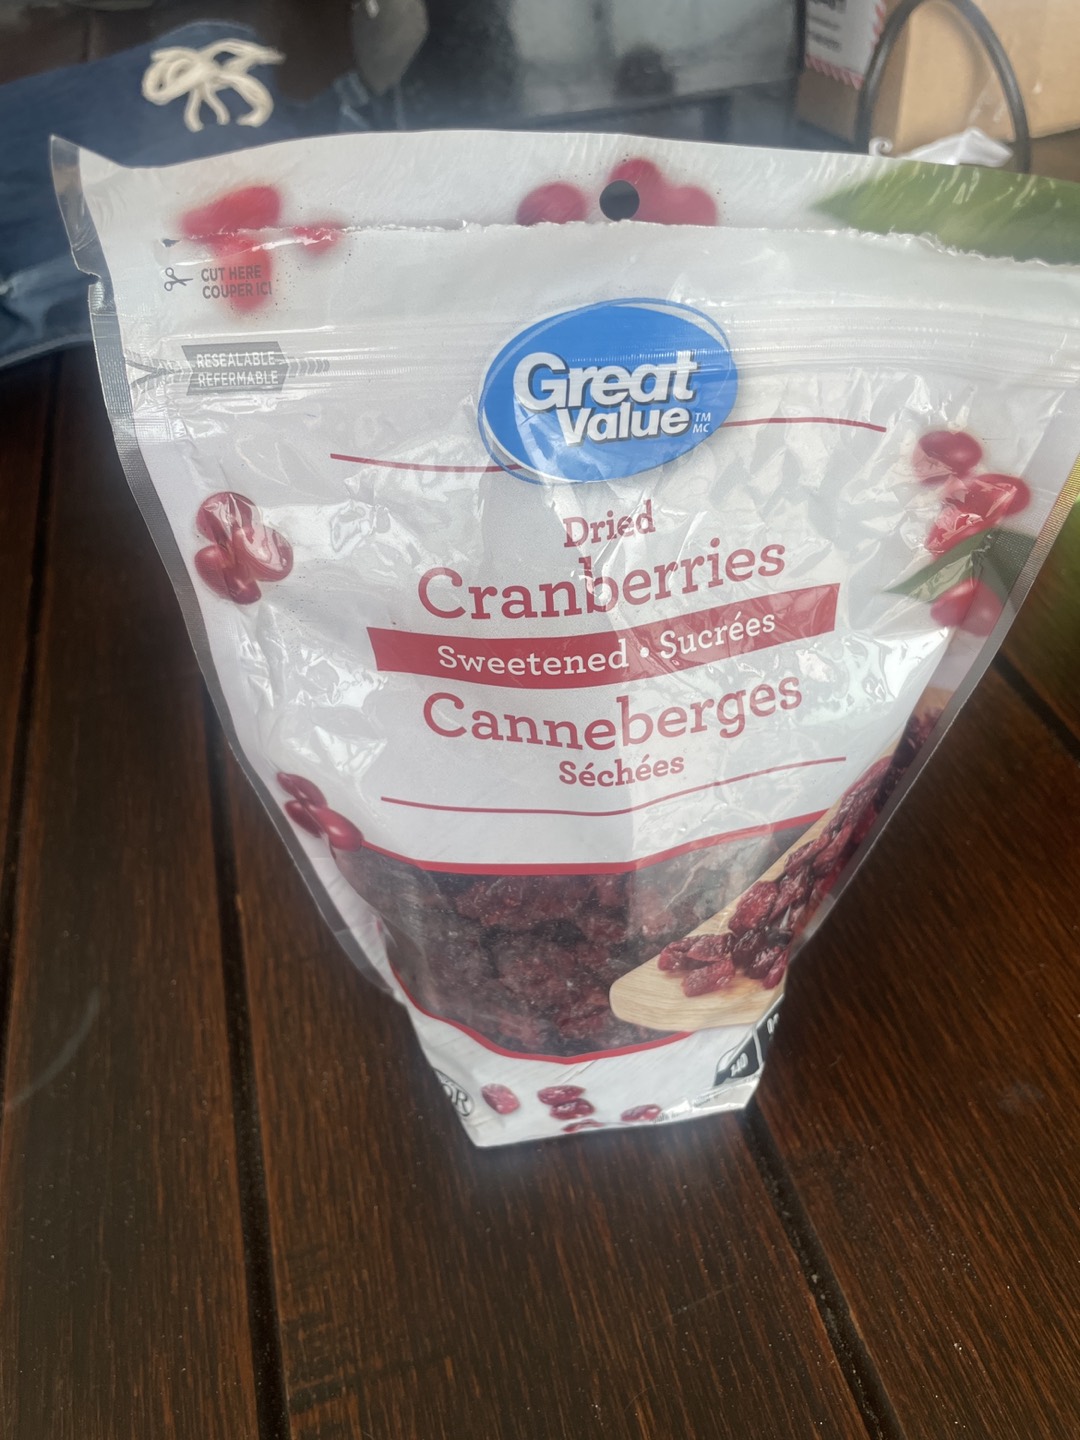 CUT HERE
COUPER ICI
RESEALABLE
REFERMABLE
Great
Value TM
MC
Dried
Cranberries
Sweetened • Sucrées
Canneberges
Séchées